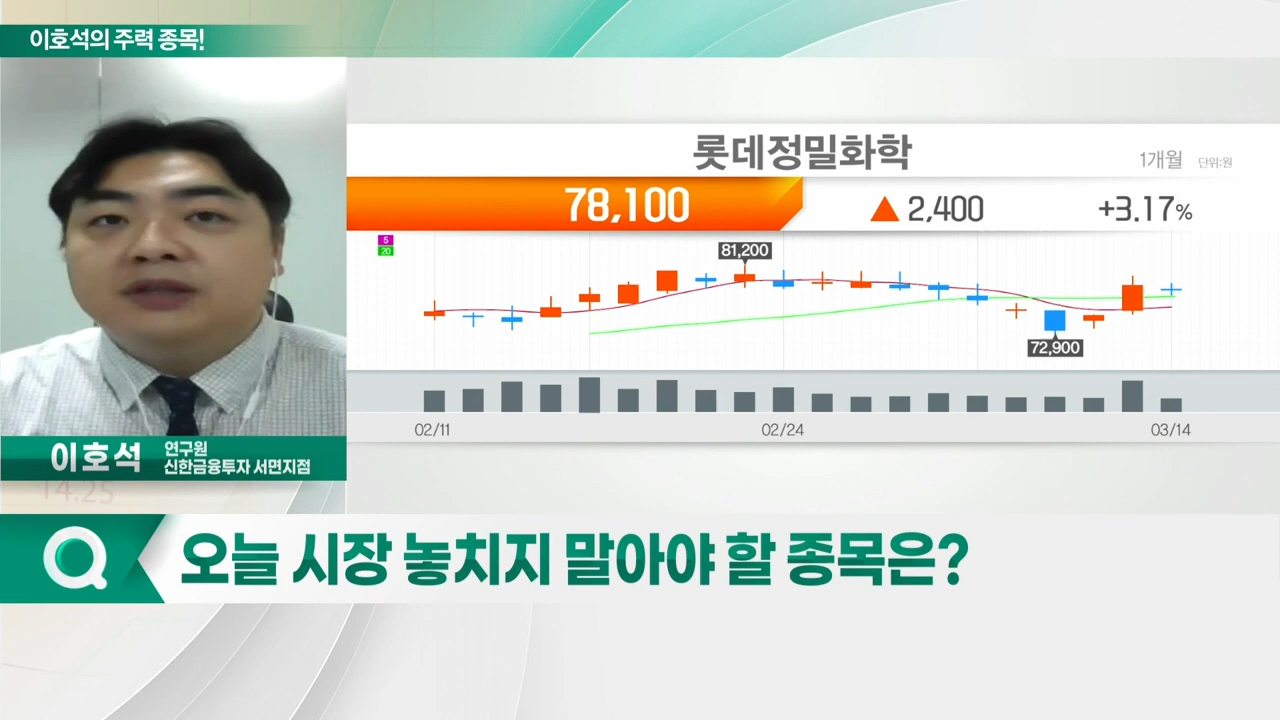 이호석의 주력 종목!
롯데정밀화학
1개월 단위:원
78,100 ▲ 2,400 +3.17%
5
20
81,200
72,900
02/11 02/24 03/14
이호석 연구원
신한금융투자 서면지점
14.25
Q 오늘 시장 놓치지 말아야 할 종목은?